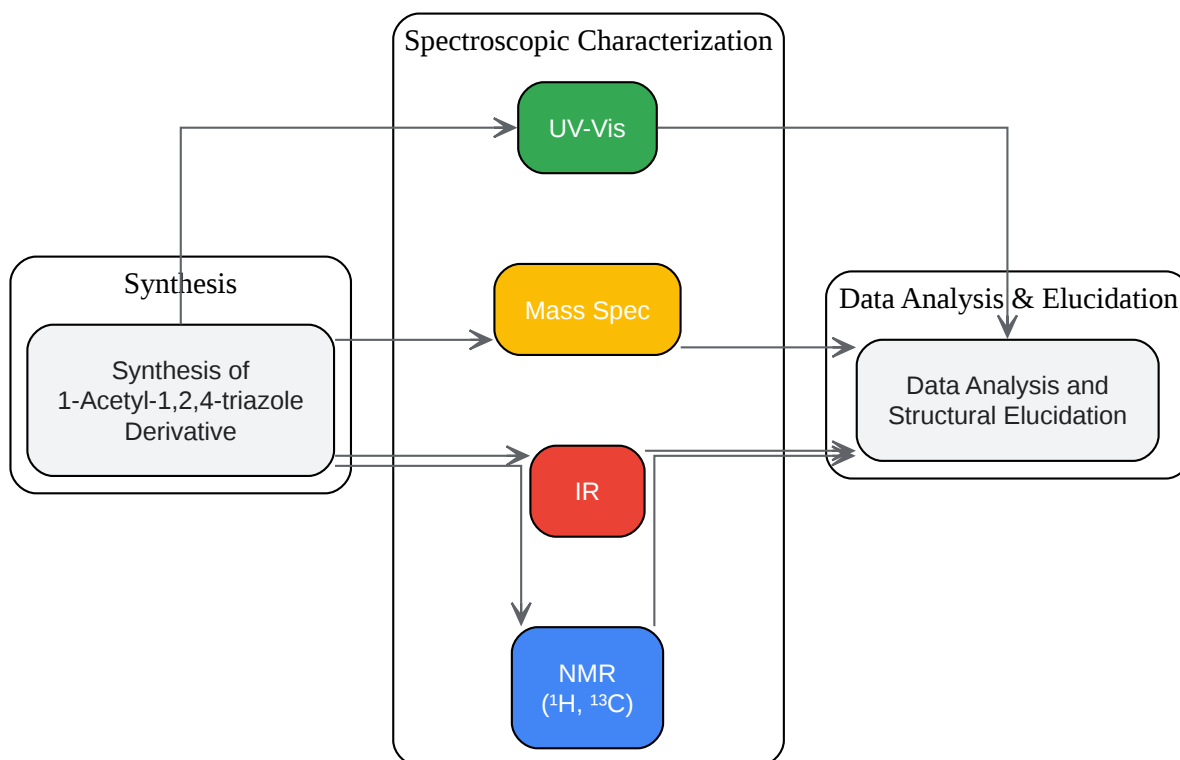 Spectroscopic Characterization
UV-Vis
Synthesis
Synthesis of
1-Acetyl-1,2,4-triazole
Derivative
Mass Spec
IR
NMR
(¹H, ¹³C)
Data Analysis & Elucidation
Data Analysis and
Structural Elucidation